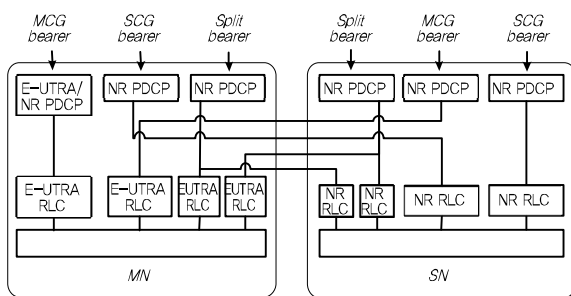 MCG bearer
SCG bearer
Split bearer
Split bearer
MCG bearer
SCG bearer
E-UTRA/
NR PDCP
NR PDCP
NR PDCP
NR PDCP
NR PDCP
NR PDCP
E-UTRA
RLC
E-UTRA
RLC
EUTRA
RLC
EUTRA
RLC
NR
RLC
NR
RLC
NR RLC
NR RLC
MN
SN